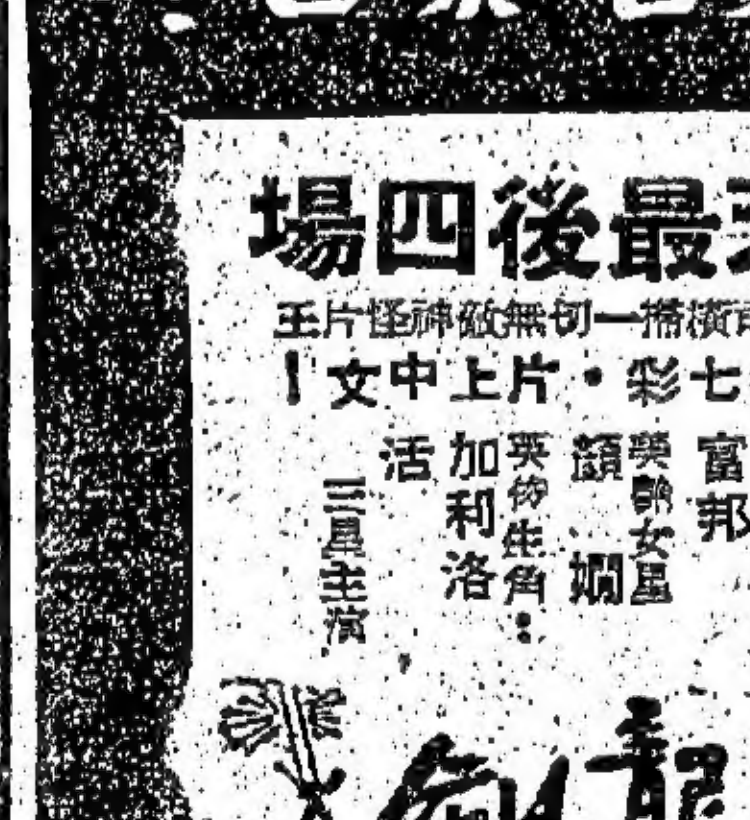 最後四場
橫掃一切無敵神怪片王
七彩・片上中文！
富邦
英艷女星
顏嫻
英俊生角：
加利洛
活
三星主演